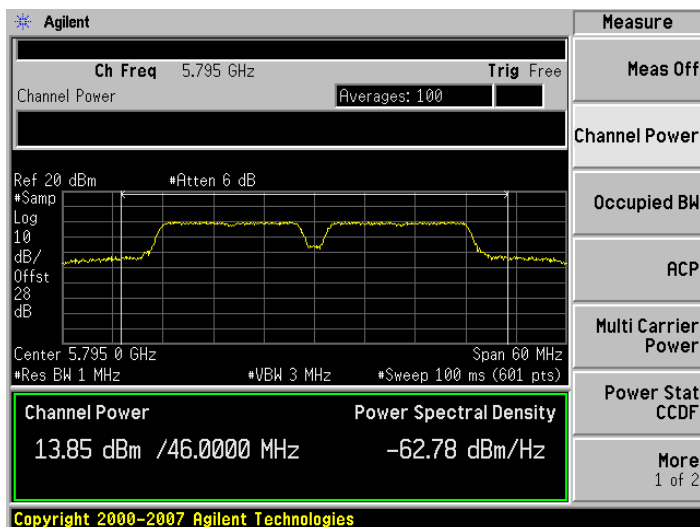 Agilent
Measure
Ch Freq 5.795 GHz Trig Free
Meas Off
Channel Power Averages: 100
Channel Power
Ref 20 dBm #Atten 6 dB
#Samp
Log
10
dB/
Offst
28
dB
Occupied BW
ACP
Multi Carrier
Power
Center 5.795 0 GHz Span 60 MHz
#Res BW 1 MHz #VBW 3 MHz #Sweep 100 ms (601 pts)
Power Stat
CCDF
Channel Power Power Spectral Density
13.85 dBm /46.0000 MHz -62.78 dBm/Hz
More
1 of 2
Copyright 2000-2007 Agilent Technologies